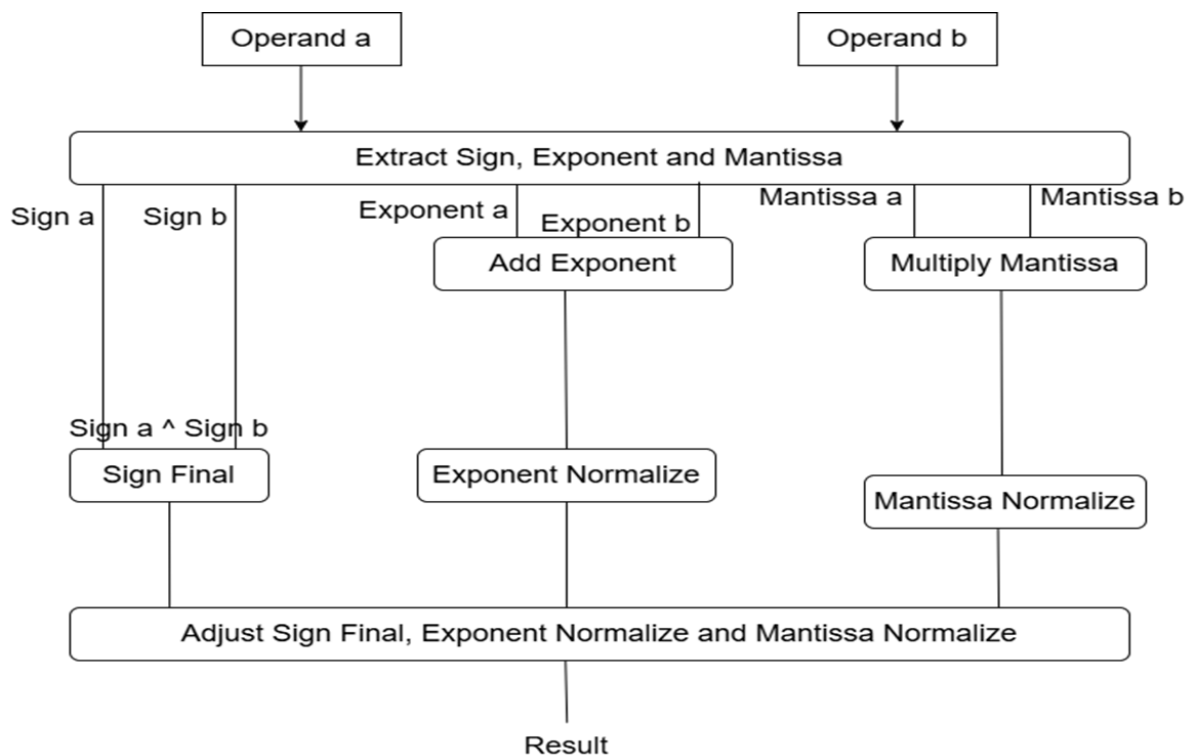 Operand a
Operand b
Extract Sign, Exponent and Mantissa
Sign a
Sign b
Exponent a
Exponent b
Mantissa a
Mantissa b
Add Exponent
Multiply Mantissa
Sign a ^ Sign b
Sign Final
Exponent Normalize
Mantissa Normalize
Adjust Sign Final, Exponent Normalize and Mantissa Normalize
Result